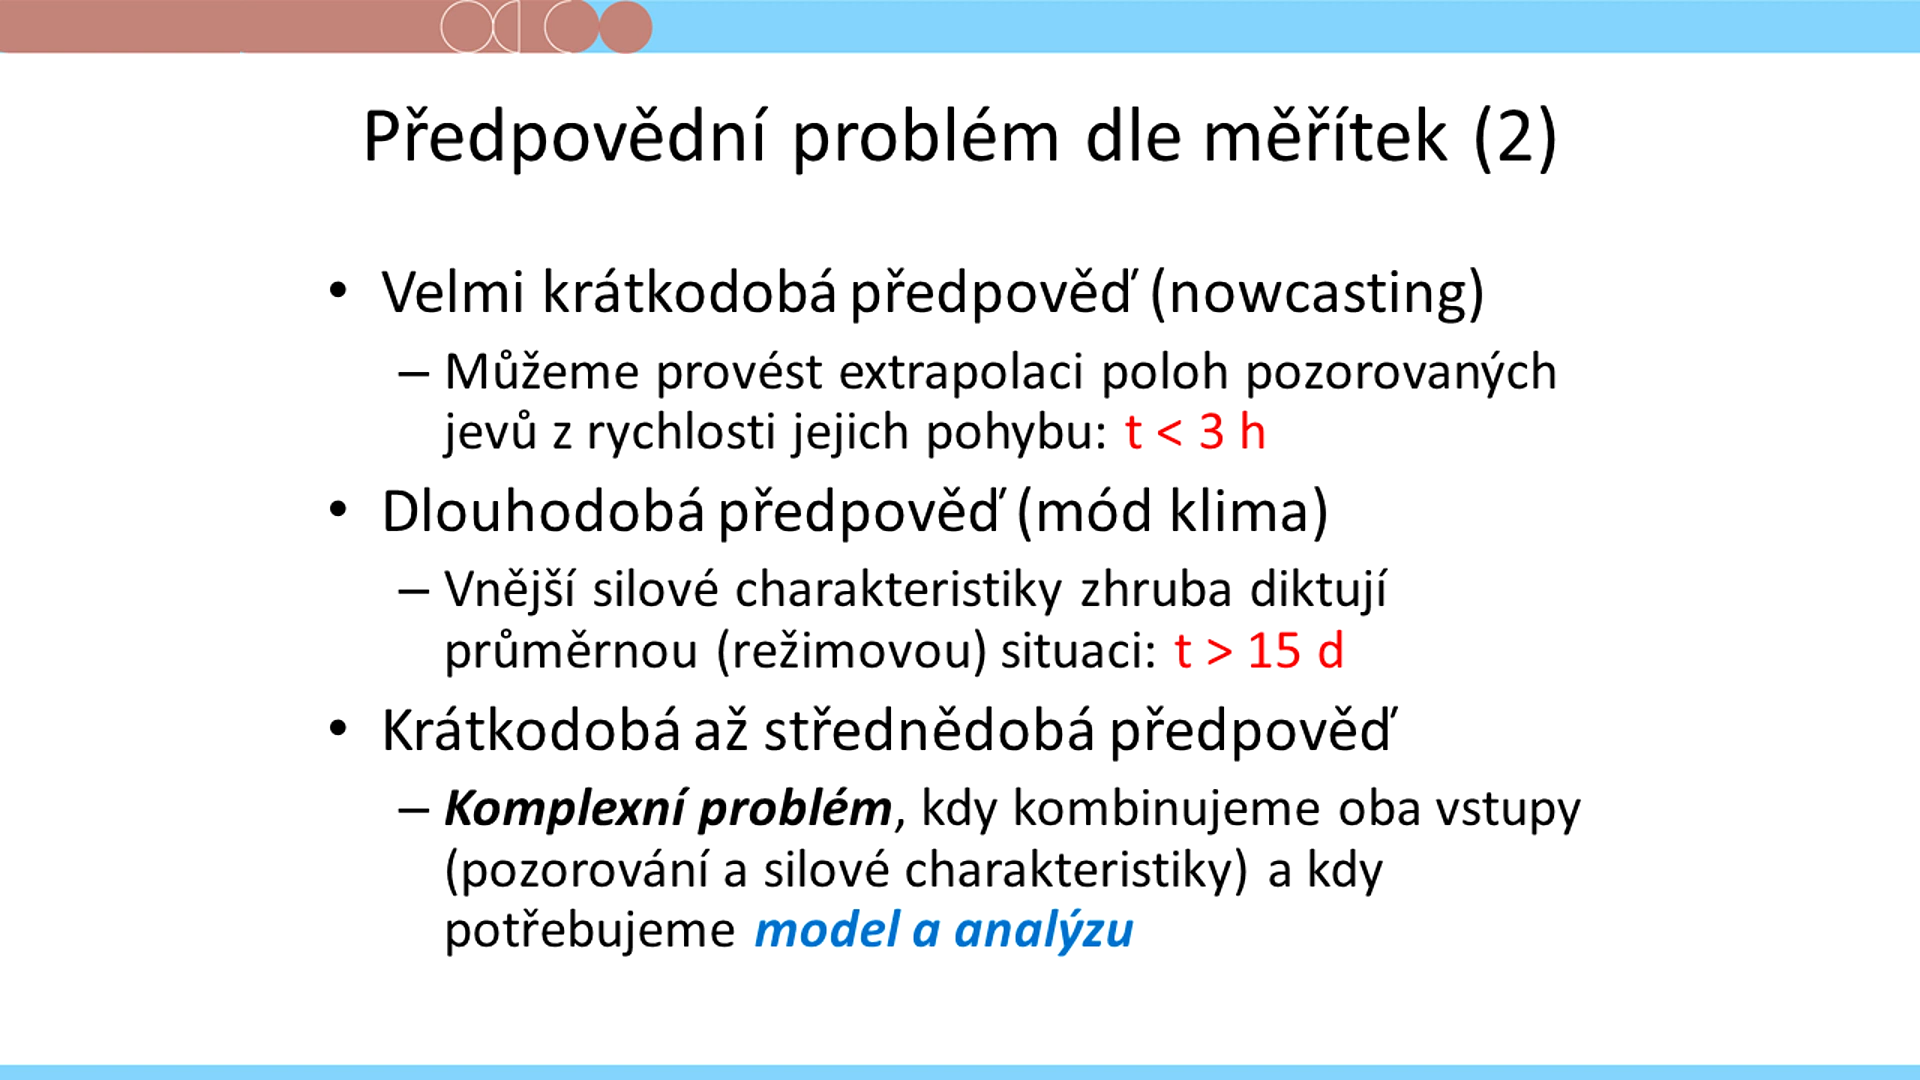 Předpovědní problém dle měřítek (2)
• Velmi krátkodobá předpověď (nowcasting)
– Můžeme provést extrapolaci poloh pozorovaných
jevů z rychlosti jejich pohybu: t < 3 h
• Dlouhodobá předpověď (mód klima)
– Vnější silové charakteristiky zhruba diktují
průměrnou (režimovou) situaci: t > 15 d
• Krátkodobá až střednědobá předpověď
– Komplexní problém, kdy kombinujeme oba vstupy
(pozorování a silové charakteristiky) a kdy
potřebujeme model a analýzu